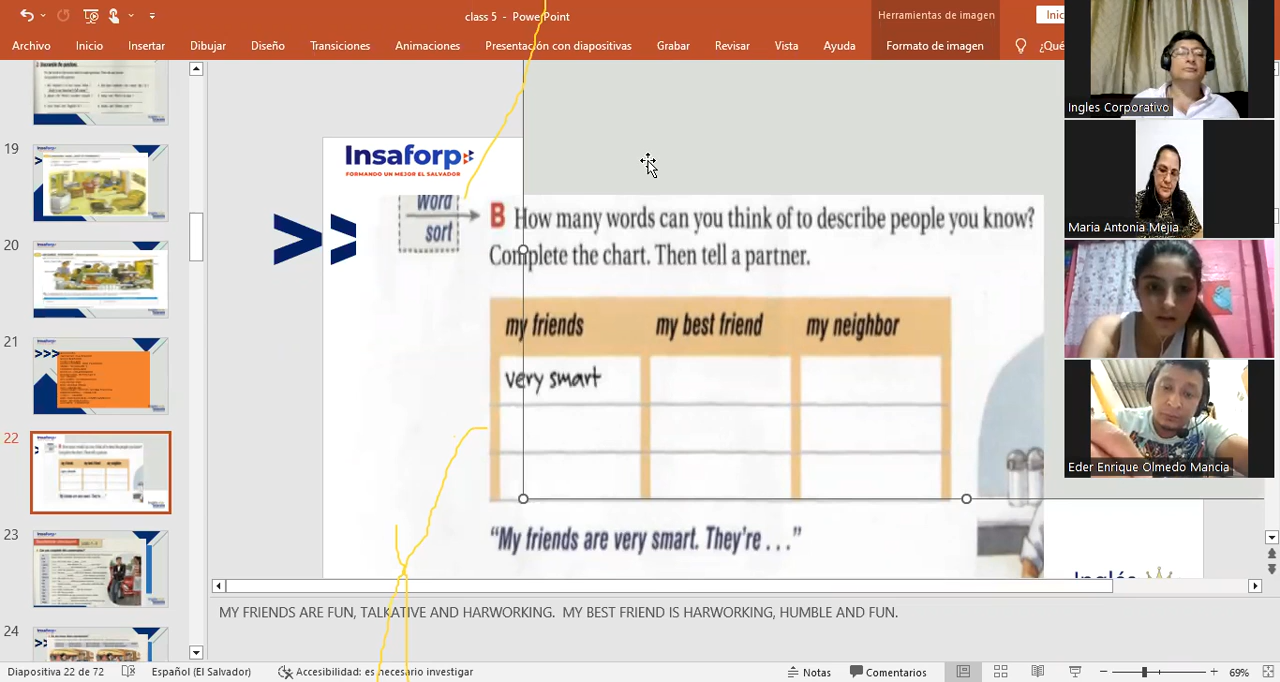 class 5 - PowerPoint
Herramientas de imagen
Inic
Archivo Inicio Insertar Dibujar Diseño Transiciones Animaciones Presentación con diapositivas Grabar Revisar Vista Ayuda Formato de imagen ¿Qué
Ingles Corporativo
Maria Antonia Mejia
Eder Enrique Olmedo Mancia
19
20
21
22
23
24
Insaforp
FORMANDO UN MEJOR EL SALVADOR
word
sort
B How many words can you think of to describe people you know?
Complete the chart. Then tell a partner.
my friends my best friend my neighbor
very smart
"My friends are very smart. They're . . ."
Inglés
MY FRIENDS ARE FUN, TALKATIVE AND HARWORKING. MY BEST FRIEND IS HARWORKING, HUMBLE AND FUN.
Diapositiva 22 de 72 Español (El Salvador) Accesibilidad: es necesario investigar Notas Comentarios 69%